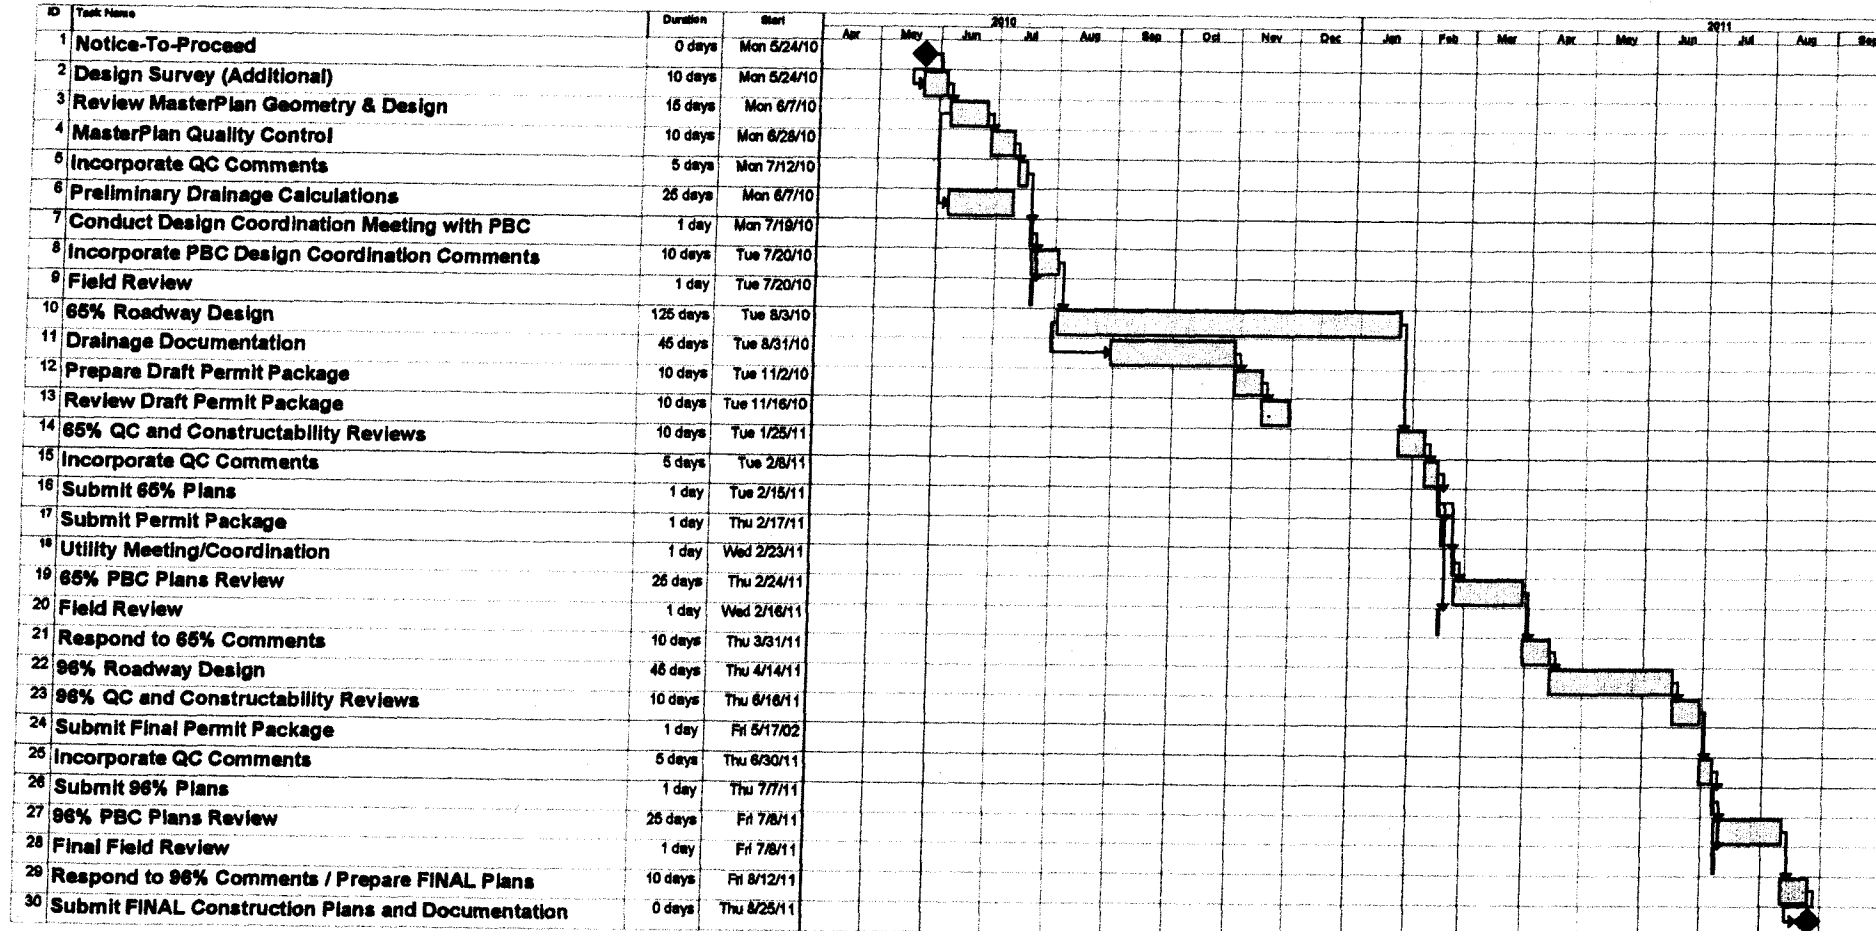 ID Task Name Duration Start 2010 2011
Apr May Jun Jul Aug Sep Oct Nov Dec Jan Feb Mar Apr May Jun Jul Aug Sep
1 Notice-To-Proceed 0 days Mon 5/24/10
2 Design Survey (Additional) 10 days Mon 5/24/10
3 Review MasterPlan Geometry & Design 15 days Mon 6/7/10
4 MasterPlan Quality Control 10 days Mon 6/28/10
5 Incorporate QC Comments 5 days Mon 7/12/10
6 Preliminary Drainage Calculations 25 days Mon 6/7/10
7 Conduct Design Coordination Meeting with PBC 1 day Mon 7/19/10
8 Incorporate PBC Design Coordination Comments 10 days Tue 7/20/10
9 Field Review 1 day Tue 7/20/10
10 65% Roadway Design 125 days Tue 8/3/10
11 Drainage Documentation 45 days Tue 8/31/10
12 Prepare Draft Permit Package 10 days Tue 11/2/10
13 Review Draft Permit Package 10 days Tue 11/16/10
14 65% QC and Constructability Reviews 10 days Tue 1/25/11
15 Incorporate QC Comments 5 days Tue 2/8/11
16 Submit 65% Plans 1 day Tue 2/15/11
17 Submit Permit Package 1 day Thu 2/17/11
18 Utility Meeting/Coordination 1 day Wed 2/23/11
19 65% PBC Plans Review 25 days Thu 2/24/11
20 Field Review 1 day Wed 2/16/11
21 Respond to 65% Comments 10 days Thu 3/31/11
22 96% Roadway Design 45 days Thu 4/14/11
23 96% QC and Constructability Reviews 10 days Thu 6/16/11
24 Submit Final Permit Package 1 day Fri 5/17/02
25 Incorporate QC Comments 5 days Thu 6/30/11
26 Submit 96% Plans 1 day Thu 7/7/11
27 96% PBC Plans Review 25 days Fri 7/8/11
28 Final Field Review 1 day Fri 7/8/11
29 Respond to 96% Comments / Prepare FINAL Plans 10 days Fri 8/12/11
30 Submit FINAL Construction Plans and Documentation 0 days Thu 8/25/11